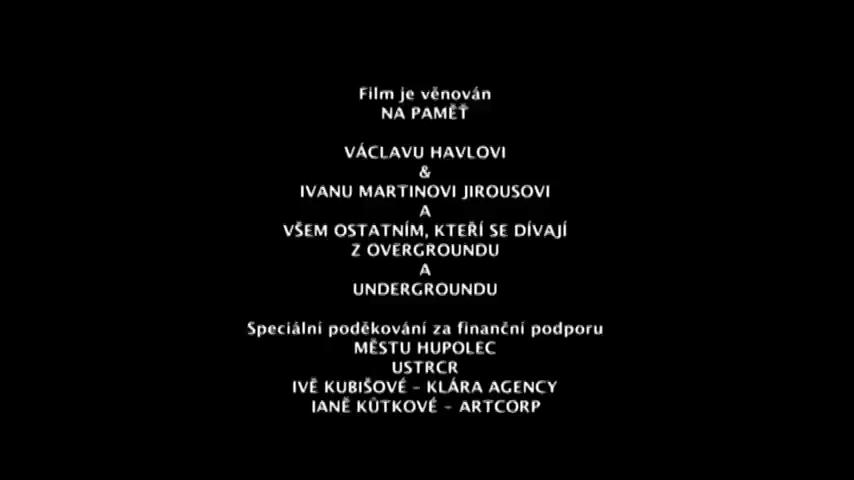 Film je věnován
NA PAMĚŤ
VÁCLAVU HAVLOVI
&
IVANU MARTINOVI JIROUSOVI
A
VŠEM OSTATNÍM, KTEŘÍ SE DÍVAJÍ
Z OVERGROUNDU
A
UNDERGROUNDU
Speciální poděkování za finanční podporu
MĚSTU HUPOLEC
USTRCR
IVĚ KUBIŠOVÉ – KLÁRA AGENCY
JANĚ KŮTKOVÉ – ARTCORP